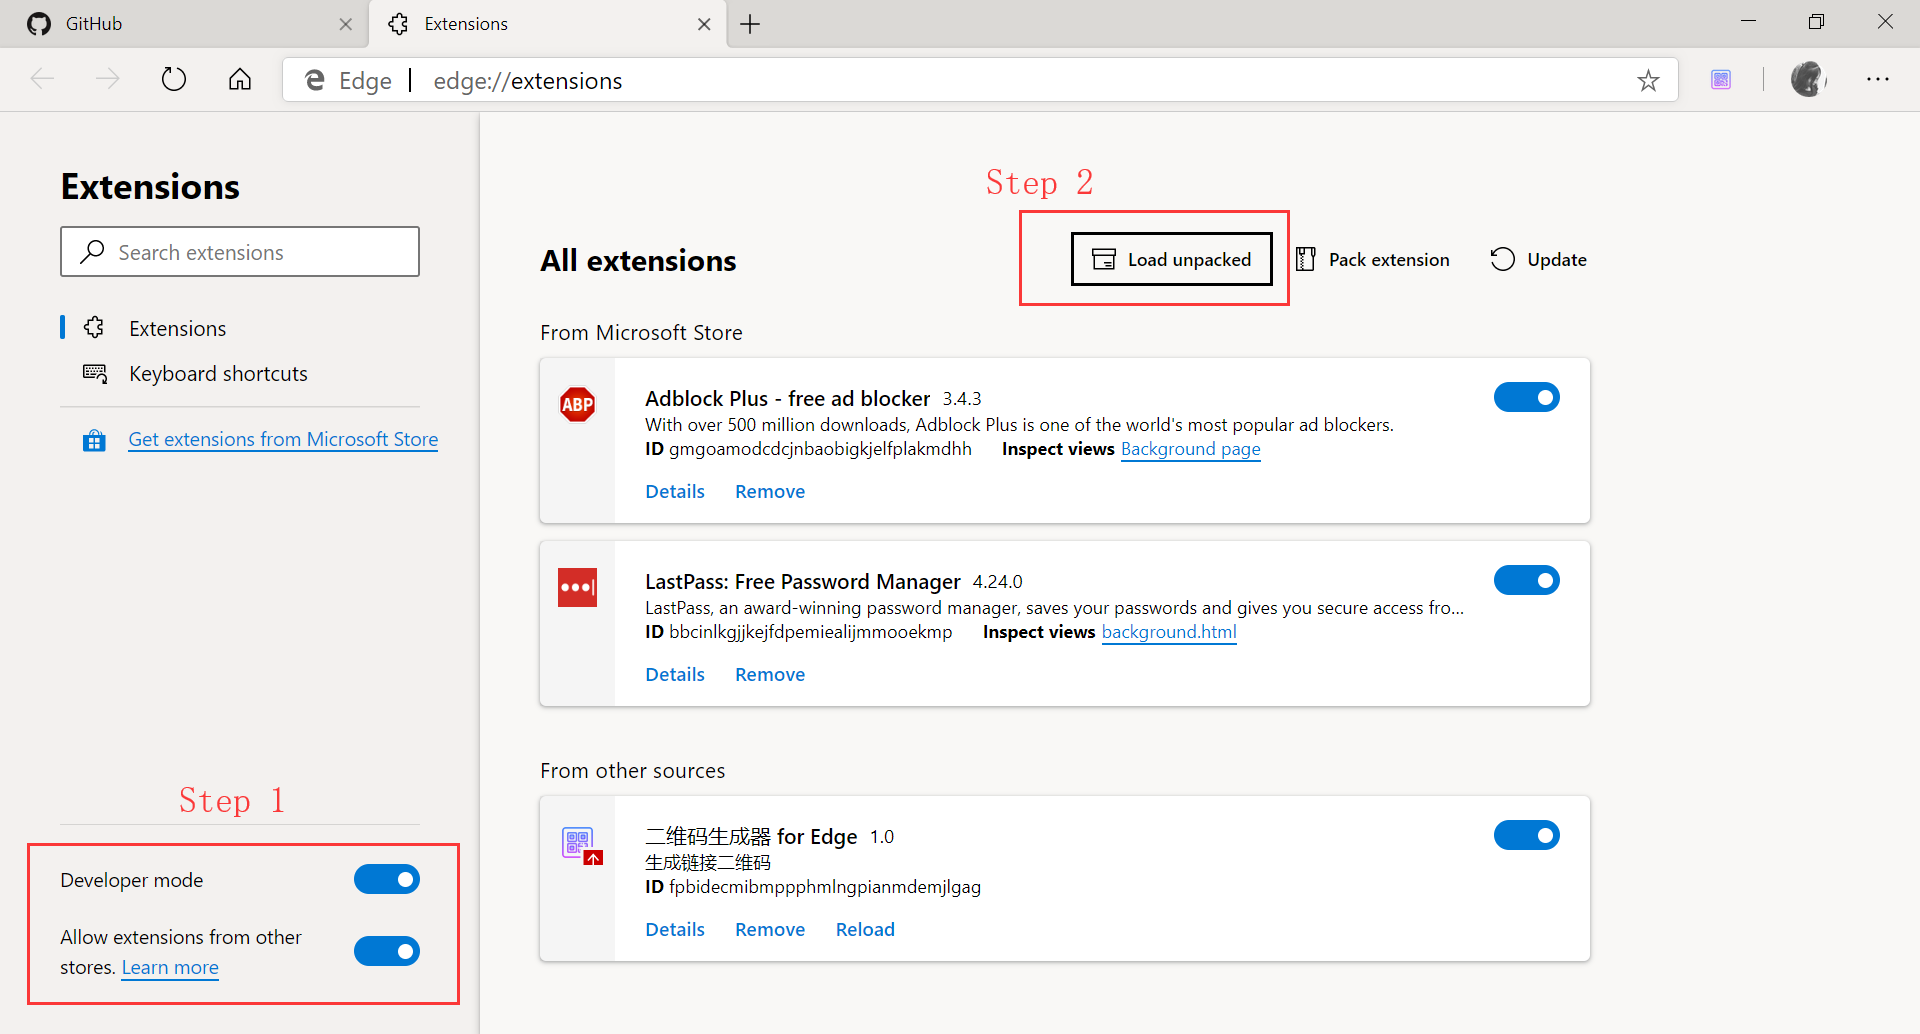 GitHub
Extensions
Edge
edge://extensions
Extensions
Search extensions
Extensions
Keyboard shortcuts
Get extensions from Microsoft Store
Step 1
Developer mode
Allow extensions from other
stores. Learn more
Step 2
All extensions
Load unpacked
Pack extension
Update
From Microsoft Store
ABP
Adblock Plus - free ad blocker 3.4.3
With over 500 million downloads, Adblock Plus is one of the world's most popular ad blockers.
ID gmgoamodcdcjnbaobigkjelfplakmdhh Inspect views Background page
Details Remove
LastPass: Free Password Manager 4.24.0
LastPass, an award-winning password manager, saves your passwords and gives you secure access fro...
ID bbcinlkgjjkejfdpemiealijmmooekmp Inspect views background.html
Details Remove
From other sources
二维码生成器 for Edge 1.0
生成链接二维码
ID fpbidecmibmppphmlngpianmdemjlgag
Details Remove Reload